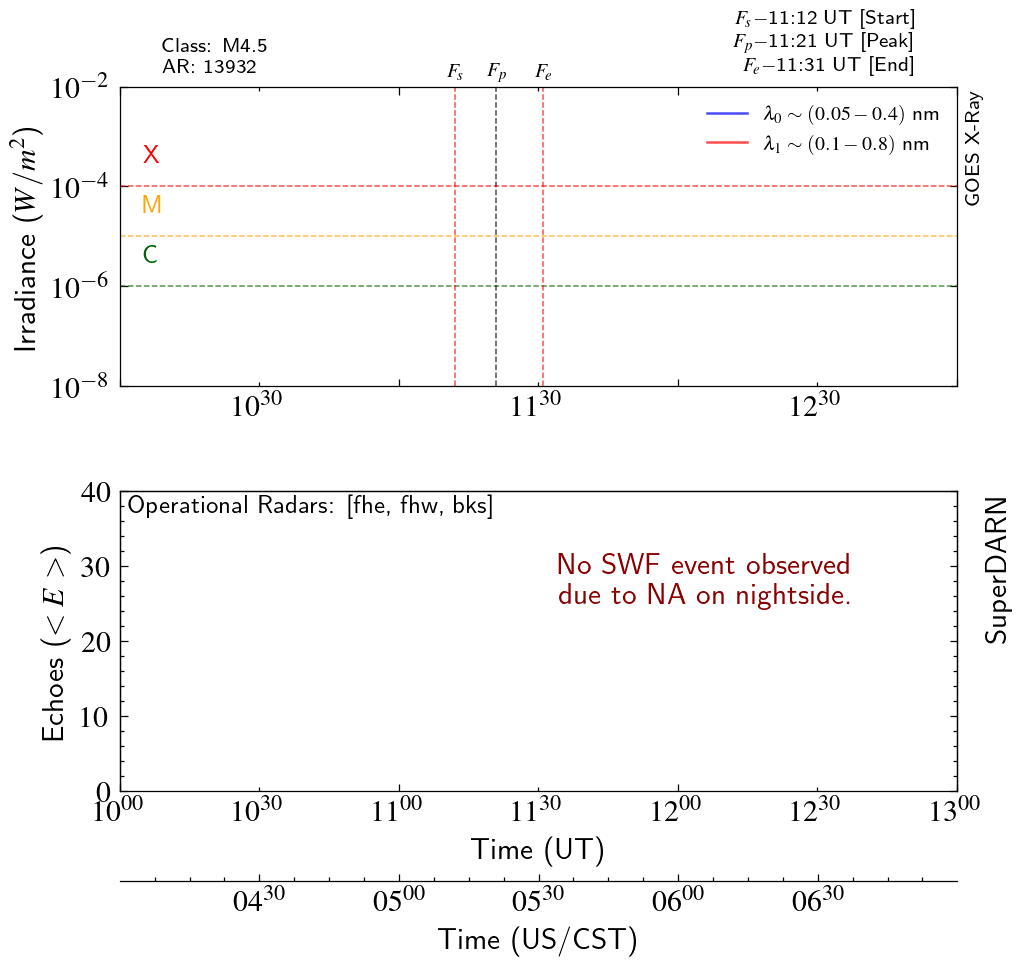 Class: M4.5
AR: 13932
F_s−11:12 UT [Start]
F_p−11:21 UT [Peak]
F_e−11:31 UT [End]
F_s F_p F_e
10^−2
10^−4
10^−6
10^−8
Irradiance (W/m^2)
X
M
C
λ_0 ~ (0.05 − 0.4) nm
λ_1 ~ (0.1 − 0.8) nm
GOES X-Ray
10^30 11^30 12^30
Operational Radars: [fhe, fhw, bks]
No SWF event observed
due to NA on nightside.
40
30
20
10
0
Echoes (< E >)
SuperDARN
10^00 10^30 11^00 11^30 12^00 12^30 13^00
Time (UT)
04^30 05^00 05^30 06^00 06^30
Time (US/CST)